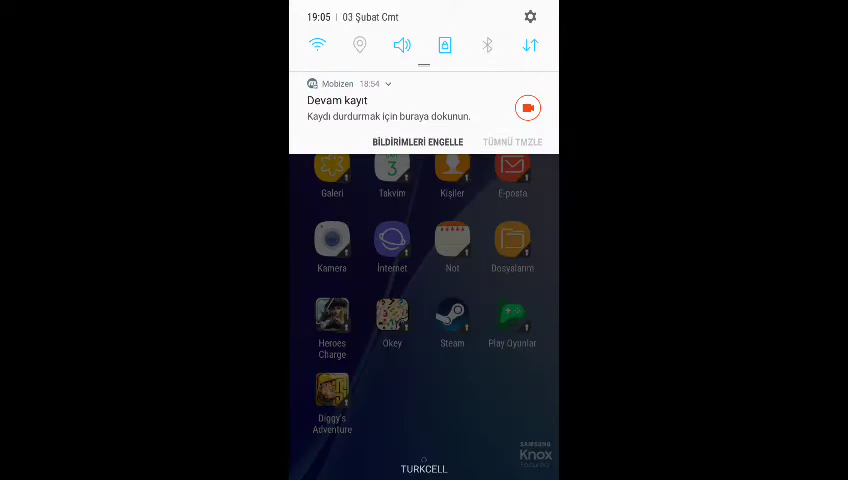 19:05 | 03 Şubat Cmt
Mobizen 18:54
Devam kayıt
Kaydı durdurmak için buraya dokunun.
BİLDİRİMLERİ ENGELLE TÜMNÜ TMZLE
3
Galeri Takvim Kişiler E-posta
Kamera İnternet Not Dosyalarım
Heroes Charge Okey Steam Play Oyunlar
Diggy's Adventure
SAMSUNG
Knox
TURKCELL